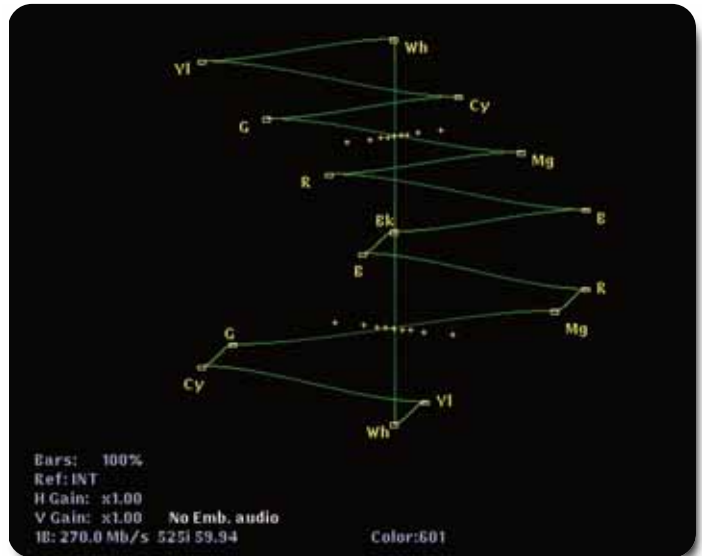 Wh
Yl
Cy
G
Mg
R
B
Bk
B
R
Mg
G
Cy
Yl
Wh
Bars: 100%
Ref: INT
H Gain: x1.00
V Gain: x1.00 No Emb. audio
1B: 270.0 Mb/s 525i 59.94 Color:601